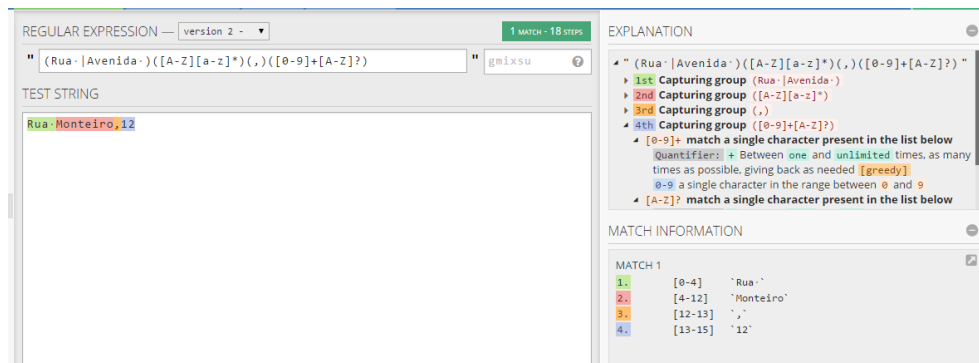 REGULAR EXPRESSION — version 2 - ▼
1 MATCH - 18 STEPS
" (Rua·|Avenida·)([A-Z][a-z]*)(,)([0-9]+[A-Z]?) " gmixsu
TEST STRING
Rua·Monteiro,12
EXPLANATION
" (Rua·|Avenida·)([A-Z][a-z]*)(,)([0-9]+[A-Z]?) "
1st Capturing group (Rua·|Avenida·)
2nd Capturing group ([A-Z][a-z]*)
3rd Capturing group (,)
4th Capturing group ([0-9]+[A-Z]?)
[0-9]+ match a single character present in the list below
Quantifier: + Between one and unlimited times, as many
times as possible, giving back as needed [greedy]
0-9 a single character in the range between 0 and 9
[A-Z]? match a single character present in the list below
MATCH INFORMATION
MATCH 1
1. [0-4] `Rua·`
2. [4-12] `Monteiro`
3. [12-13] `,`
4. [13-15] `12`